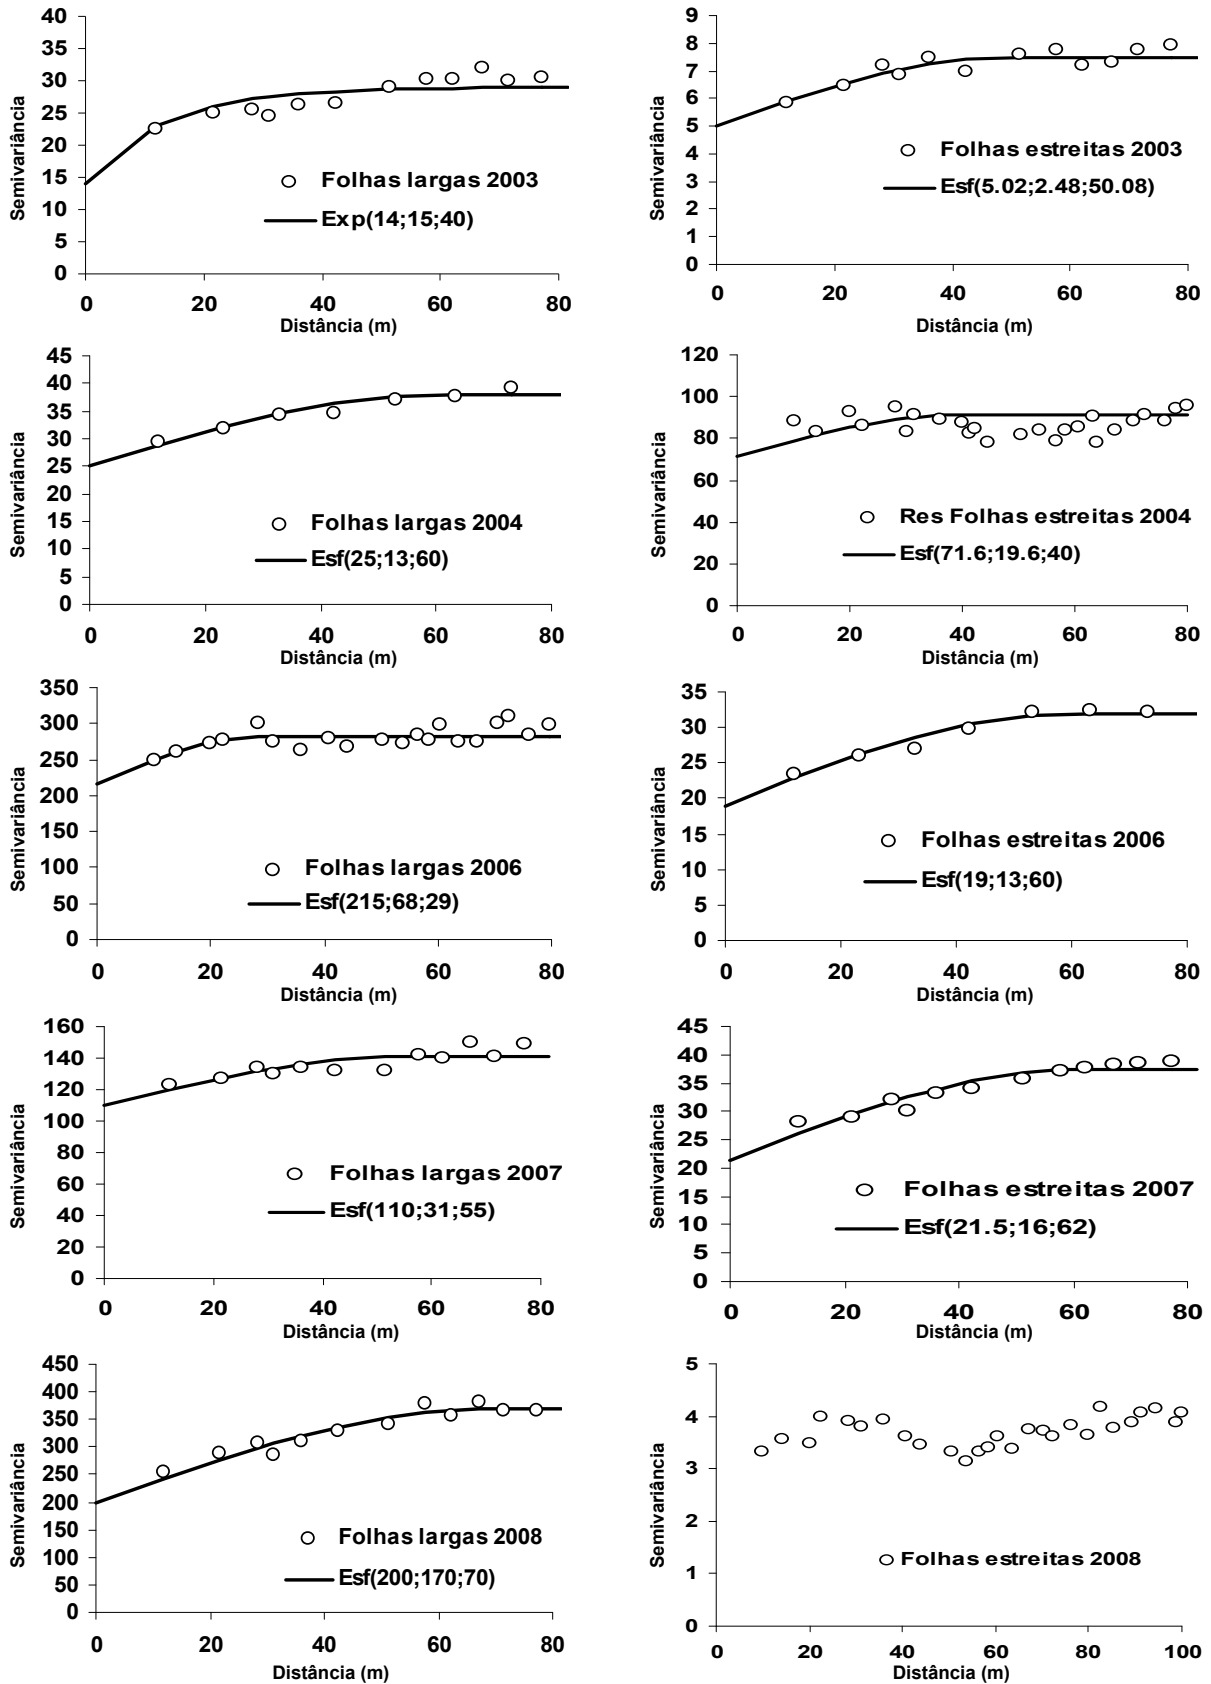 40
35
30
25
20
15
10
5
0
Semivariância
Folhas largas 2003
Exp(14;15;40)
0 20 40 60 80
Distância (m)
9
8
7
6
5
4
3
2
1
0
Semivariância
Folhas estreitas 2003
Esf(5.02;2.48;50.08)
0 20 40 60 80
Distância (m)
45
40
35
30
25
20
15
10
5
0
Semivariância
Folhas largas 2004
Esf(25;13;60)
0 20 40 60 80
Distância (m)
120
100
80
60
40
20
0
Semivariância
Res Folhas estreitas 2004
Esf(71.6;19.6;40)
0 20 40 60 80
Distância (m)
350
300
250
200
150
100
50
0
Semivariância
Folhas largas 2006
Esf(215;68;29)
0 20 40 60 80
Distância (m)
35
30
25
20
15
10
5
0
Semivariância
Folhas estreitas 2006
Esf(19;13;60)
0 20 40 60 80
Distância (m)
160
140
120
100
80
60
40
20
0
Semivariância
Folhas largas 2007
Esf(110;31;55)
0 20 40 60 80
Distância (m)
45
40
35
30
25
20
15
10
5
0
Semivariância
Folhas estreitas 2007
Esf(21.5;16;62)
0 20 40 60 80
Distância (m)
450
400
350
300
250
200
150
100
50
0
Semivariância
Folhas largas 2008
Esf(200;170;70)
0 20 40 60 80
Distância (m)
5
4
3
2
1
0
Semivariância
Folhas estreitas 2008
0 20 40 60 80 100
Distância (m)